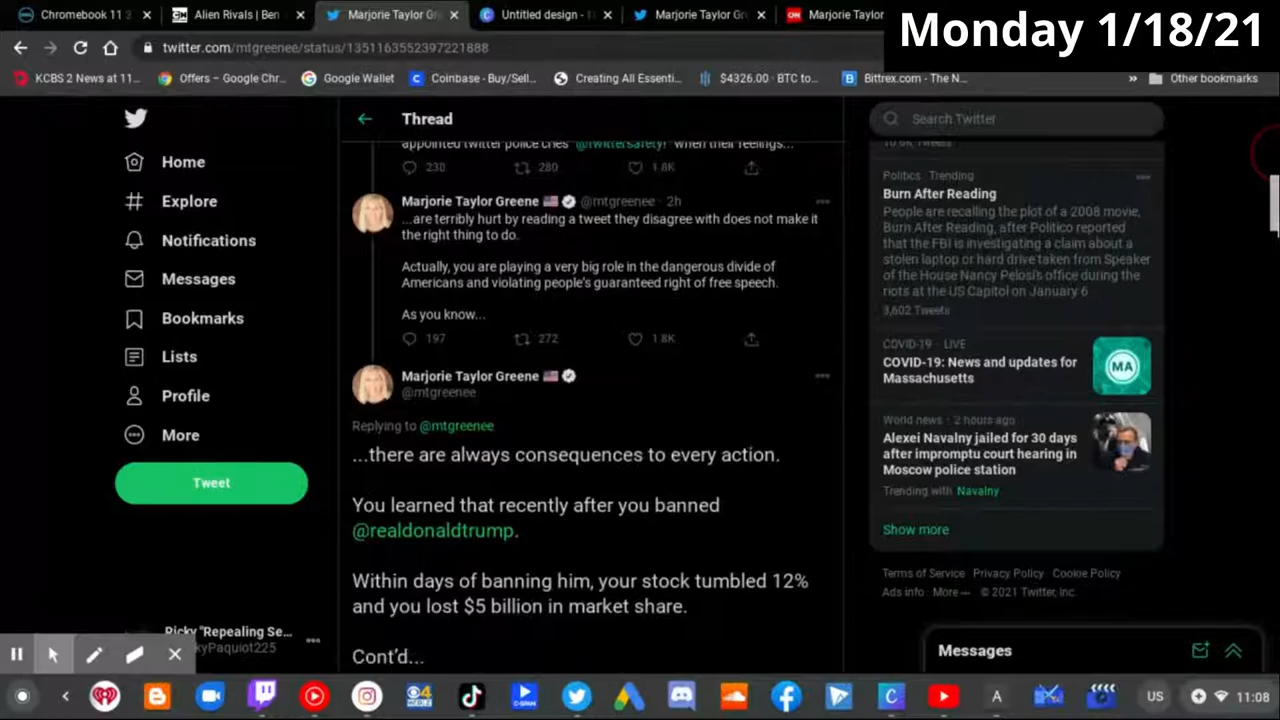 Chromebook 11 3
Alien Rivals | Ben
Marjorie Taylor Gre
Untitled design - 1
Marjorie Taylor Gre
Marjorie Taylor
Monday 1/18/21
twitter.com/mtgreenee/status/1351163552397221888
KCBS 2 News at 11...
Offers – Google Chr...
Google Wallet
Coinbase - Buy/Sell...
Creating All Essenti...
$4326.00 · BTC to...
Bittrex.com - The N...
»
Other bookmarks
Home
Explore
Notifications
Messages
Bookmarks
Lists
Profile
More
Tweet
Ricky "Repealing Se...
kyPaquiot225
Thread
appointed twitter police cries "@twittersafety!" when their feelings...
230 280 1.8K
Marjorie Taylor Greene @mtgreenee · 2h
...are terribly hurt by reading a tweet they disagree with does not make it
the right thing to do.
Actually, you are playing a very big role in the dangerous divide of
Americans and violating people's guaranteed right of free speech.
As you know...
197 272 1.8K
Marjorie Taylor Greene
@mtgreenee
Replying to @mtgreenee
...there are always consequences to every action.
You learned that recently after you banned
@realdonaldtrump.
Within days of banning him, your stock tumbled 12%
and you lost $5 billion in market share.
Cont'd...
Search Twitter
10.6K Tweets
Politics · Trending
Burn After Reading
People are recalling the plot of a 2008 movie,
Burn After Reading, after Politico reported
that the FBI is investigating a claim about a
stolen laptop or hard drive taken from Speaker
of the House Nancy Pelosi's office during the
riots at the US Capitol on January 6
3,602 Tweets
COVID-19 · LIVE
COVID-19: News and updates for
Massachusetts
MA
World news · 2 hours ago
Alexei Navalny jailed for 30 days
after impromptu court hearing in
Moscow police station
Trending with Navalny
Show more
Terms of Service Privacy Policy Cookie Policy
Ads info More··· © 2021 Twitter, Inc.
Messages
US
11:08